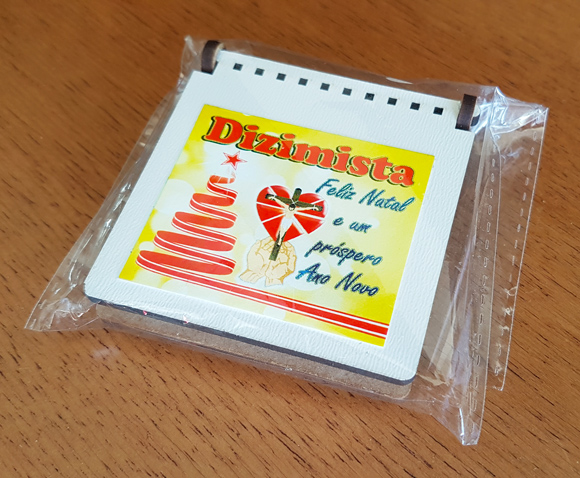 Dizimista
Feliz Natal
e um
próspero
Ano Novo